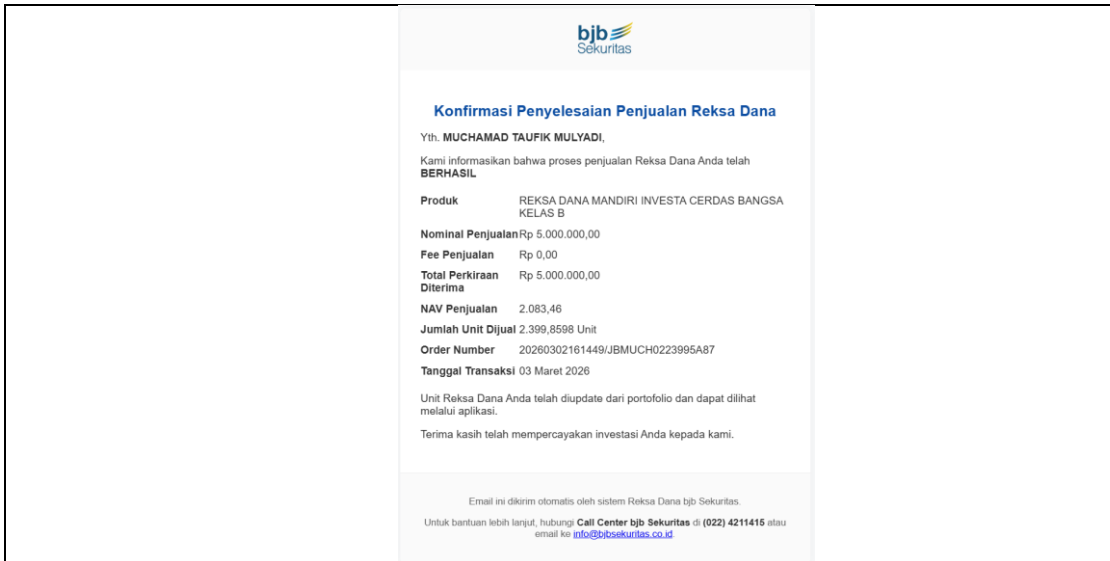 bjb
Sekuritas
Konfirmasi Penyelesaian Penjualan Reksa Dana
Yth. MUCHAMAD TAUFIK MULYADI,
Kami informasikan bahwa proses penjualan Reksa Dana Anda telah
BERHASIL
Produk REKSA DANA MANDIRI INVESTA CERDAS BANGSA
KELAS B
Nominal Penjualan Rp 5.000.000,00
Fee Penjualan Rp 0,00
Total Perkiraan Rp 5.000.000,00
Diterima
NAV Penjualan 2.083,46
Jumlah Unit Dijual 2.399,8598 Unit
Order Number 20260302161449/JBMUCH0223995A87
Tanggal Transaksi 03 Maret 2026
Unit Reksa Dana Anda telah diupdate dari portofolio dan dapat dilihat
melalui aplikasi.
Terima kasih telah mempercayakan investasi Anda kepada kami.
Email ini dikirim otomatis oleh sistem Reksa Dana bjb Sekuritas.
Untuk bantuan lebih lanjut, hubungi Call Center bjb Sekuritas di (022) 4211415 atau
email ke info@bjbsekuritas.co.id.